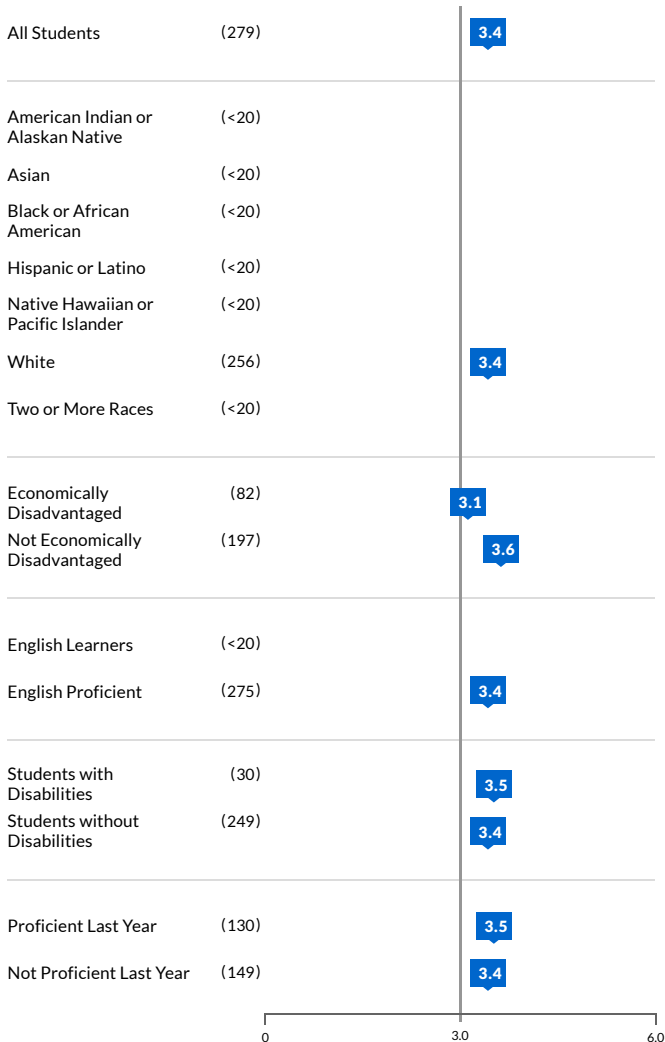 All Students (279) 3.4
American Indian or (<20)
Alaskan Native
Asian (<20)
Black or African (<20)
American
Hispanic or Latino (<20)
Native Hawaiian or (<20)
Pacific Islander
White (256) 3.4
Two or More Races (<20)
Economically (82) 3.1
Disadvantaged
Not Economically (197) 3.6
Disadvantaged
English Learners (<20)
English Proficient (275) 3.4
Students with (30) 3.5
Disabilities
Students without (249) 3.4
Disabilities
Proficient Last Year (130) 3.5
Not Proficient Last Year (149) 3.4
0 3.0 6.0